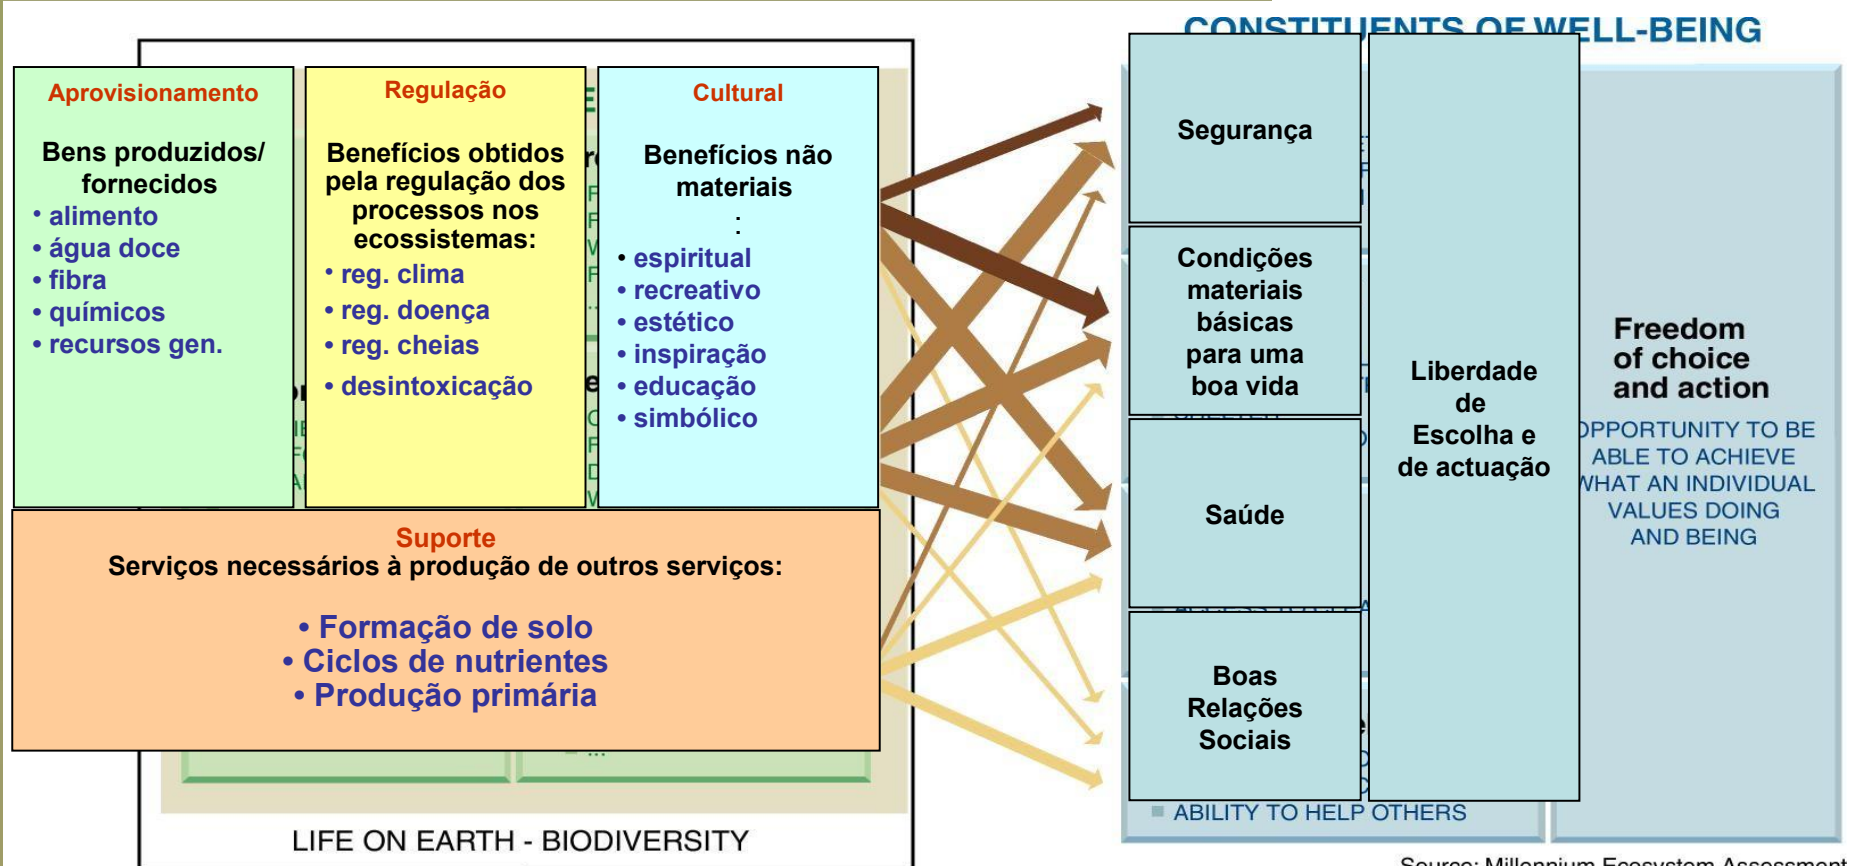 CONSTITUENTS OF WELL-BEING
Aprovisionamento
Bens produzidos/
fornecidos
• alimento
• água doce
• fibra
• químicos
• recursos gen.
Regulação
Benefícios obtidos
pela regulação dos
processos nos
ecossistemas:
• reg. clima
• reg. doença
• reg. cheias
• desintoxicação
Cultural
Benefícios não
materiais
:
• espiritual
• recreativo
• estético
• inspiração
• educação
• simbólico
Suporte
Serviços necessários à produção de outros serviços:
• Formação de solo
• Ciclos de nutrientes
• Produção primária
...
LIFE ON EARTH - BIODIVERSITY
Segurança
Condições
materiais
básicas
para uma
boa vida
Saúde
Boas
Relações
Sociais
ABILITY TO HELP OTHERS
Liberdade
de
Escolha e
de actuação
Freedom
of choice
and action
OPPORTUNITY TO BE
ABLE TO ACHIEVE
WHAT AN INDIVIDUAL
VALUES DOING
AND BEING
Source: Millennium Ecosystem Assessment